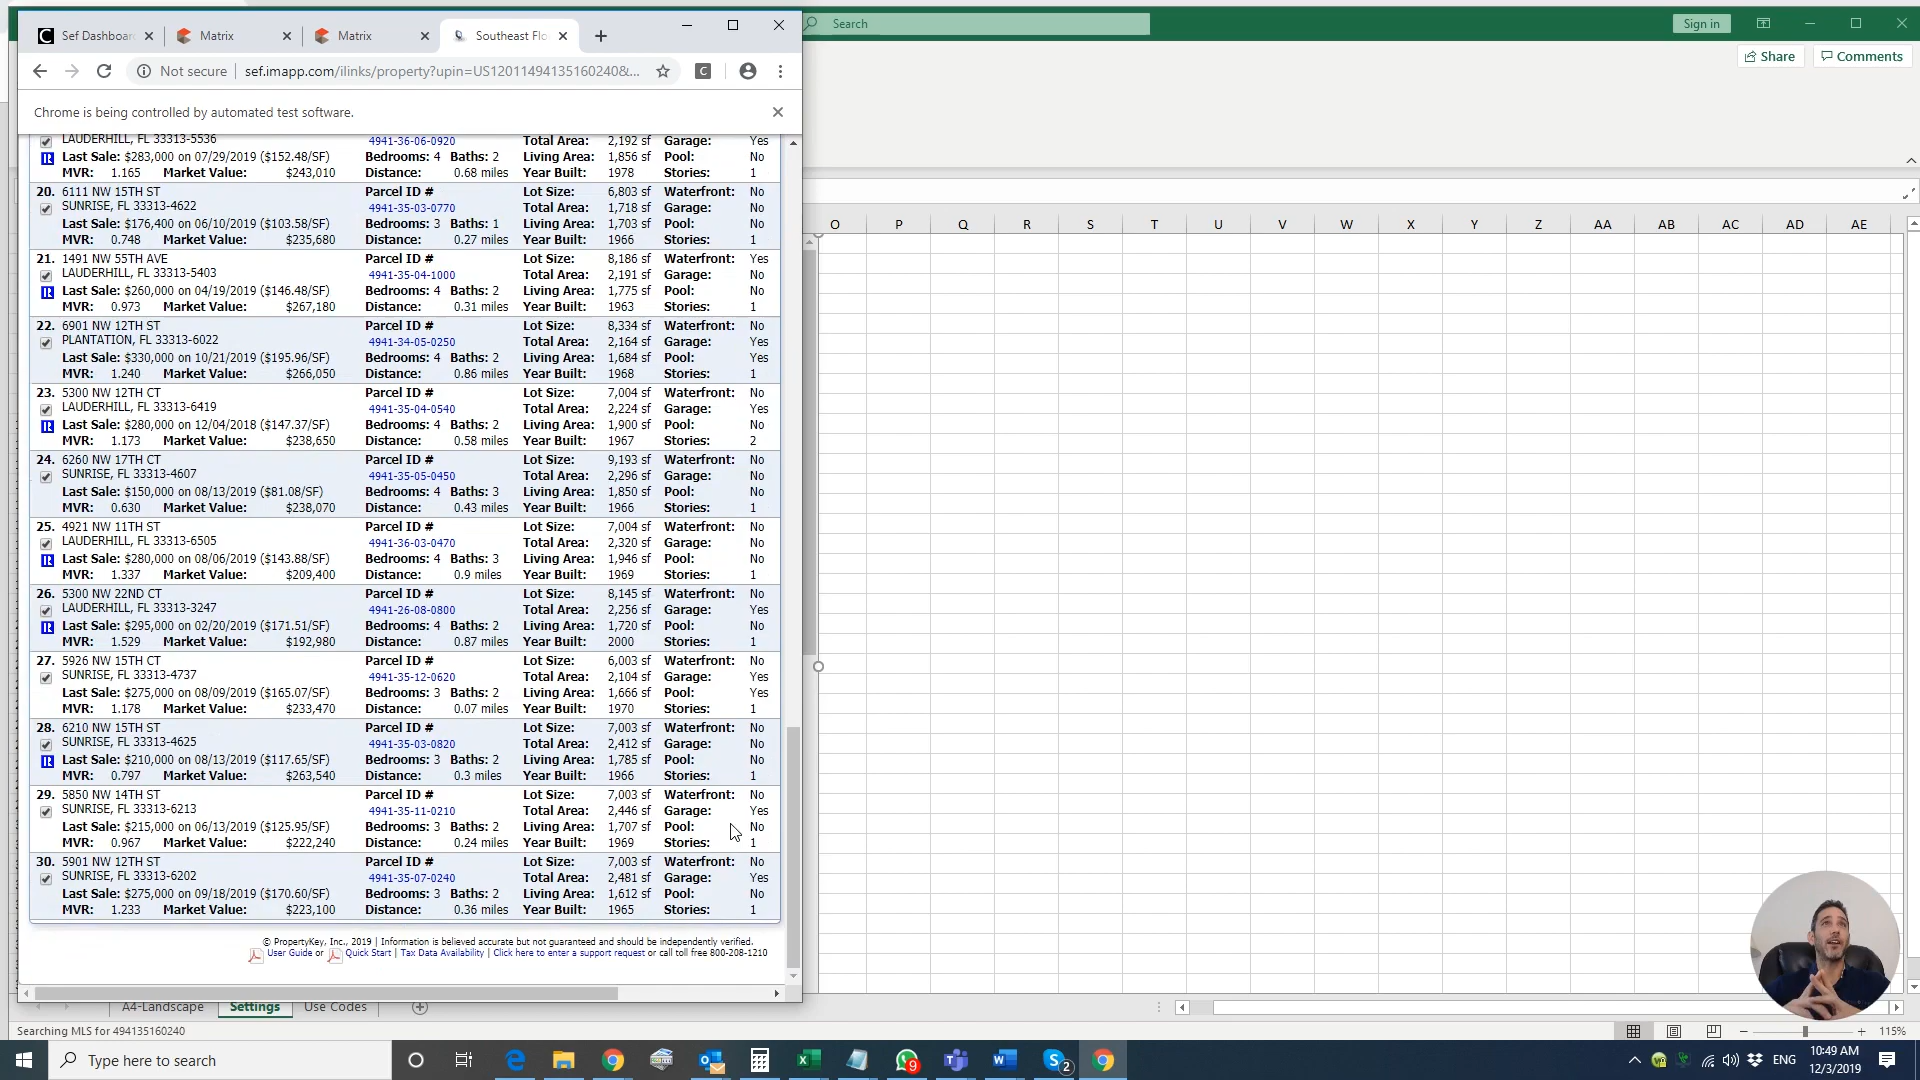 Search
Sign in
Share
Comments
Sef Dashboar
Matrix
Matrix
Southeast Flo
Not secure
sef.imapp.com/ilinks/property?upin=US12011494135160240&...
Chrome is being controlled by automated test software.
LAUDERHILL, FL 33313-5536 4941-36-06-0920 Total Area: 2,192 sf Garage: Yes
Last Sale: $283,000 on 07/29/2019 ($152.48/SF) Bedrooms: 4 Baths: 2 Living Area: 1,856 sf Pool: No
MVR: 1.165 Market Value: $243,010 Distance: 0.68 miles Year Built: 1978 Stories: 1
20. 6111 NW 15TH ST Parcel ID # Lot Size: 6,803 sf Waterfront: No
SUNRISE, FL 33313-4622 4941-35-03-0770 Total Area: 1,718 sf Garage: No
Last Sale: $176,400 on 06/10/2019 ($103.58/SF) Bedrooms: 3 Baths: 1 Living Area: 1,703 sf Pool: No
MVR: 0.748 Market Value: $235,680 Distance: 0.27 miles Year Built: 1966 Stories: 1
21. 1491 NW 55TH AVE Parcel ID # Lot Size: 8,186 sf Waterfront: Yes
LAUDERHILL, FL 33313-5403 4941-35-04-1000 Total Area: 2,191 sf Garage: No
Last Sale: $260,000 on 04/19/2019 ($146.48/SF) Bedrooms: 4 Baths: 2 Living Area: 1,775 sf Pool: No
MVR: 0.973 Market Value: $267,180 Distance: 0.31 miles Year Built: 1963 Stories: 1
22. 6901 NW 12TH ST Parcel ID # Lot Size: 8,334 sf Waterfront: No
PLANTATION, FL 33313-6022 4941-34-05-0250 Total Area: 2,164 sf Garage: Yes
Last Sale: $330,000 on 10/21/2019 ($195.96/SF) Bedrooms: 4 Baths: 2 Living Area: 1,684 sf Pool: Yes
MVR: 1.240 Market Value: $266,050 Distance: 0.86 miles Year Built: 1968 Stories: 1
23. 5300 NW 12TH CT Parcel ID # Lot Size: 7,004 sf Waterfront: No
LAUDERHILL, FL 33313-6419 4941-35-04-0540 Total Area: 2,224 sf Garage: Yes
Last Sale: $280,000 on 12/04/2018 ($147.37/SF) Bedrooms: 4 Baths: 2 Living Area: 1,900 sf Pool: No
MVR: 1.173 Market Value: $238,650 Distance: 0.58 miles Year Built: 1967 Stories: 2
24. 6260 NW 17TH CT Parcel ID # Lot Size: 9,193 sf Waterfront: No
SUNRISE, FL 33313-4607 4941-35-05-0450 Total Area: 2,296 sf Garage: No
Last Sale: $150,000 on 08/13/2019 ($81.08/SF) Bedrooms: 4 Baths: 3 Living Area: 1,850 sf Pool: No
MVR: 0.630 Market Value: $238,070 Distance: 0.43 miles Year Built: 1966 Stories: 1
25. 4921 NW 11TH ST Parcel ID # Lot Size: 7,004 sf Waterfront: No
LAUDERHILL, FL 33313-6505 4941-36-03-0470 Total Area: 2,320 sf Garage: No
Last Sale: $280,000 on 08/06/2019 ($143.88/SF) Bedrooms: 4 Baths: 3 Living Area: 1,946 sf Pool: No
MVR: 1.337 Market Value: $209,400 Distance: 0.9 miles Year Built: 1969 Stories: 1
26. 5300 NW 22ND CT Parcel ID # Lot Size: 8,145 sf Waterfront: No
LAUDERHILL, FL 33313-3247 4941-26-08-0800 Total Area: 2,256 sf Garage: Yes
Last Sale: $295,000 on 02/20/2019 ($171.51/SF) Bedrooms: 4 Baths: 2 Living Area: 1,720 sf Pool: No
MVR: 1.529 Market Value: $192,980 Distance: 0.87 miles Year Built: 2000 Stories: 1
27. 5926 NW 15TH CT Parcel ID # Lot Size: 6,003 sf Waterfront: No
SUNRISE, FL 33313-4737 4941-35-12-0620 Total Area: 2,104 sf Garage: Yes
Last Sale: $275,000 on 08/09/2019 ($165.07/SF) Bedrooms: 3 Baths: 2 Living Area: 1,666 sf Pool: Yes
MVR: 1.178 Market Value: $233,470 Distance: 0.07 miles Year Built: 1970 Stories: 1
28. 6210 NW 15TH ST Parcel ID # Lot Size: 7,003 sf Waterfront: No
SUNRISE, FL 33313-4625 4941-35-03-0820 Total Area: 2,412 sf Garage: No
Last Sale: $210,000 on 08/13/2019 ($117.65/SF) Bedrooms: 3 Baths: 2 Living Area: 1,785 sf Pool: No
MVR: 0.797 Market Value: $263,540 Distance: 0.3 miles Year Built: 1966 Stories: 1
29. 5850 NW 14TH ST Parcel ID # Lot Size: 7,003 sf Waterfront: No
SUNRISE, FL 33313-6213 4941-35-11-0210 Total Area: 2,446 sf Garage: Yes
Last Sale: $215,000 on 06/13/2019 ($125.95/SF) Bedrooms: 3 Baths: 2 Living Area: 1,707 sf Pool: No
MVR: 0.967 Market Value: $222,240 Distance: 0.24 miles Year Built: 1969 Stories: 1
30. 5901 NW 12TH ST Parcel ID # Lot Size: 7,003 sf Waterfront: No
SUNRISE, FL 33313-6202 4941-35-07-0240 Total Area: 2,481 sf Garage: Yes
Last Sale: $275,000 on 09/18/2019 ($170.60/SF) Bedrooms: 3 Baths: 2 Living Area: 1,612 sf Pool: No
MVR: 1.233 Market Value: $223,100 Distance: 0.36 miles Year Built: 1965 Stories: 1
© PropertyKey, Inc., 2019 | Information is believed accurate but not guaranteed and should be independently verified.
User Guide or Quick Start | Tax Data Availability | Click here to enter a support request or call toll free 800-208-1210
O P Q R S T U V W X Y Z AA AB AC AD AE
A4-Landscape Settings Use Codes
Searching MLS for 494135160240
115%
Type here to search
9
2
ENG
10:49 AM
12/3/2019